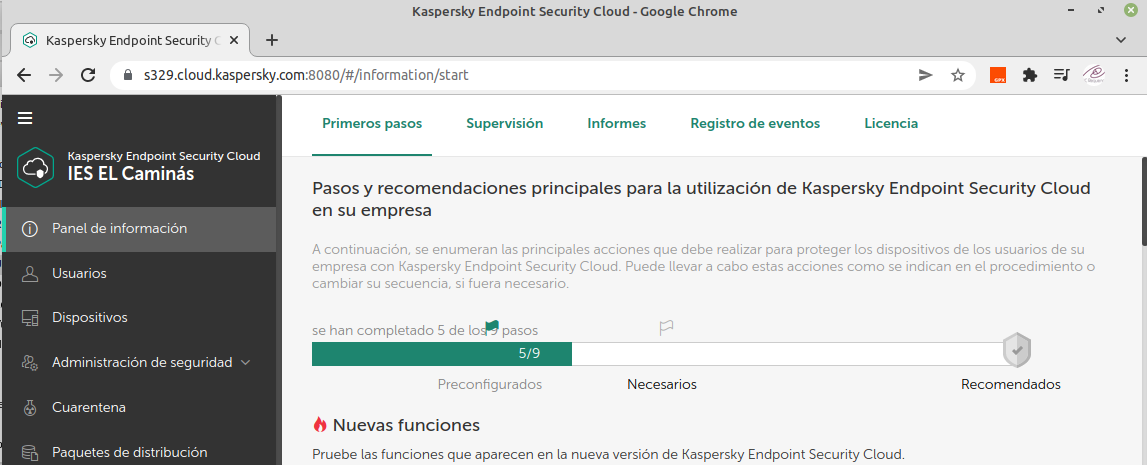 Kaspersky Endpoint Security Cloud - Google Chrome
Kaspersky Endpoint Security C
s329.cloud.kaspersky.com:8080/#/information/start
GPX
Kaspersky Endpoint Security Cloud
IES EL Caminás
Panel de información
Usuarios
Dispositivos
Administración de seguridad
Cuarentena
Paquetes de distribución
Primeros pasos
Supervisión
Informes
Registro de eventos
Licencia
Pasos y recomendaciones principales para la utilización de Kaspersky Endpoint Security Cloud
en su empresa
A continuación, se enumeran las principales acciones que debe realizar para proteger los dispositivos de los usuarios de su
empresa con Kaspersky Endpoint Security Cloud. Puede llevar a cabo estas acciones como se indican en el procedimiento o
cambiar su secuencia, si fuera necesario.
se han completado 5 de los 9 pasos
5/9
Preconfigurados
Necesarios
Recomendados
Nuevas funciones
Pruebe las funciones que aparecen en la nueva versión de Kaspersky Endpoint Security Cloud.